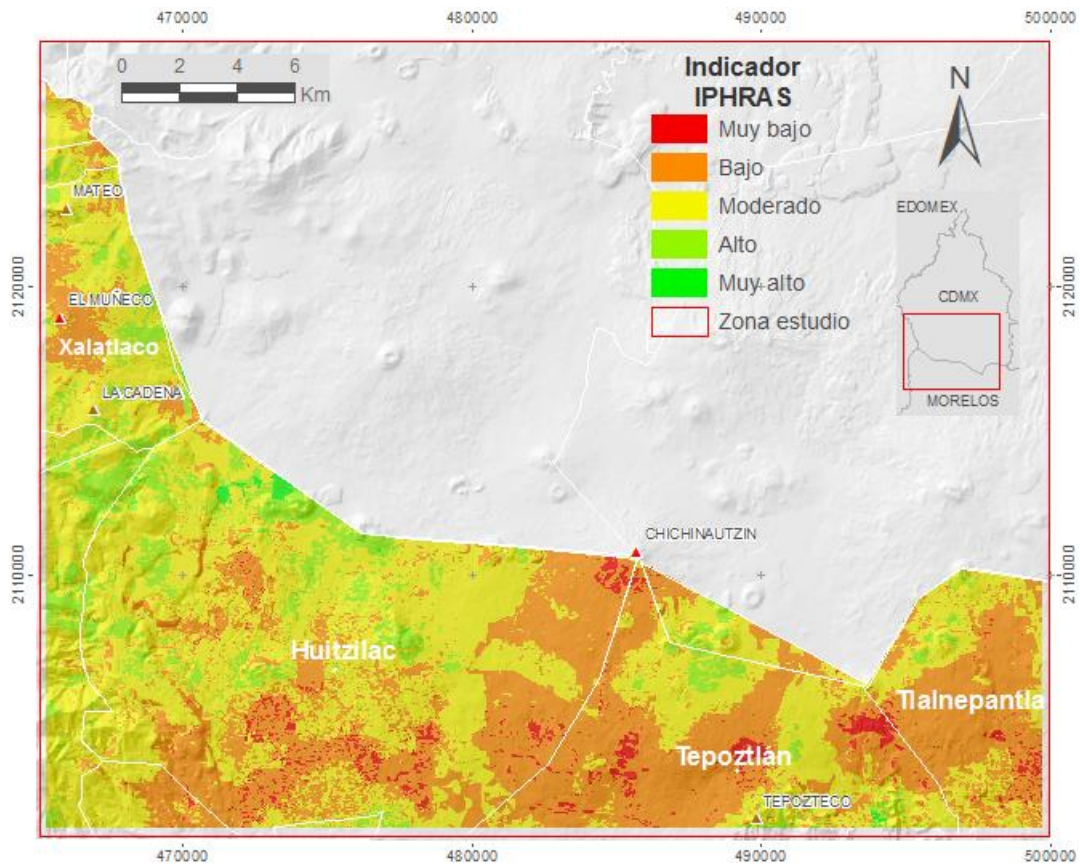 470000
480000
490000
500000
0 2 4 6
Km
Indicador
IPHRAS
Muy bajo
Bajo
Moderado
Alto
Muy alto
Zona estudio
N
EDOMEX
CDMX
MORELOS
2120000
2120000
2110000
2110000
MATEO
EL MUÑECO
Xalatlaco
LA CADENA
CHICHINAUTZIN
Huitzilac
Tlalnepantla
Tepoztlán
TEPOZTECO
470000
480000
490000
500000